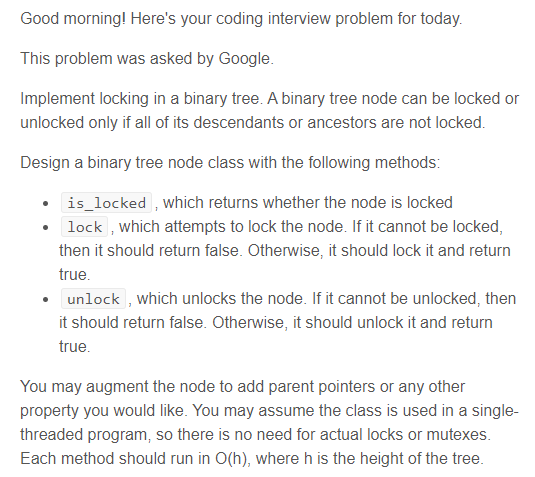 Good morning! Here's your coding interview problem for today.
This problem was asked by Google.
Implement locking in a binary tree. A binary tree node can be locked or
unlocked only if all of its descendants or ancestors are not locked.
Design a binary tree node class with the following methods:
• is_locked , which returns whether the node is locked
• lock , which attempts to lock the node. If it cannot be locked,
then it should return false. Otherwise, it should lock it and return
true.
• unlock , which unlocks the node. If it cannot be unlocked, then
it should return false. Otherwise, it should unlock it and return
true.
You may augment the node to add parent pointers or any other
property you would like. You may assume the class is used in a single-
threaded program, so there is no need for actual locks or mutexes.
Each method should run in O(h), where h is the height of the tree.